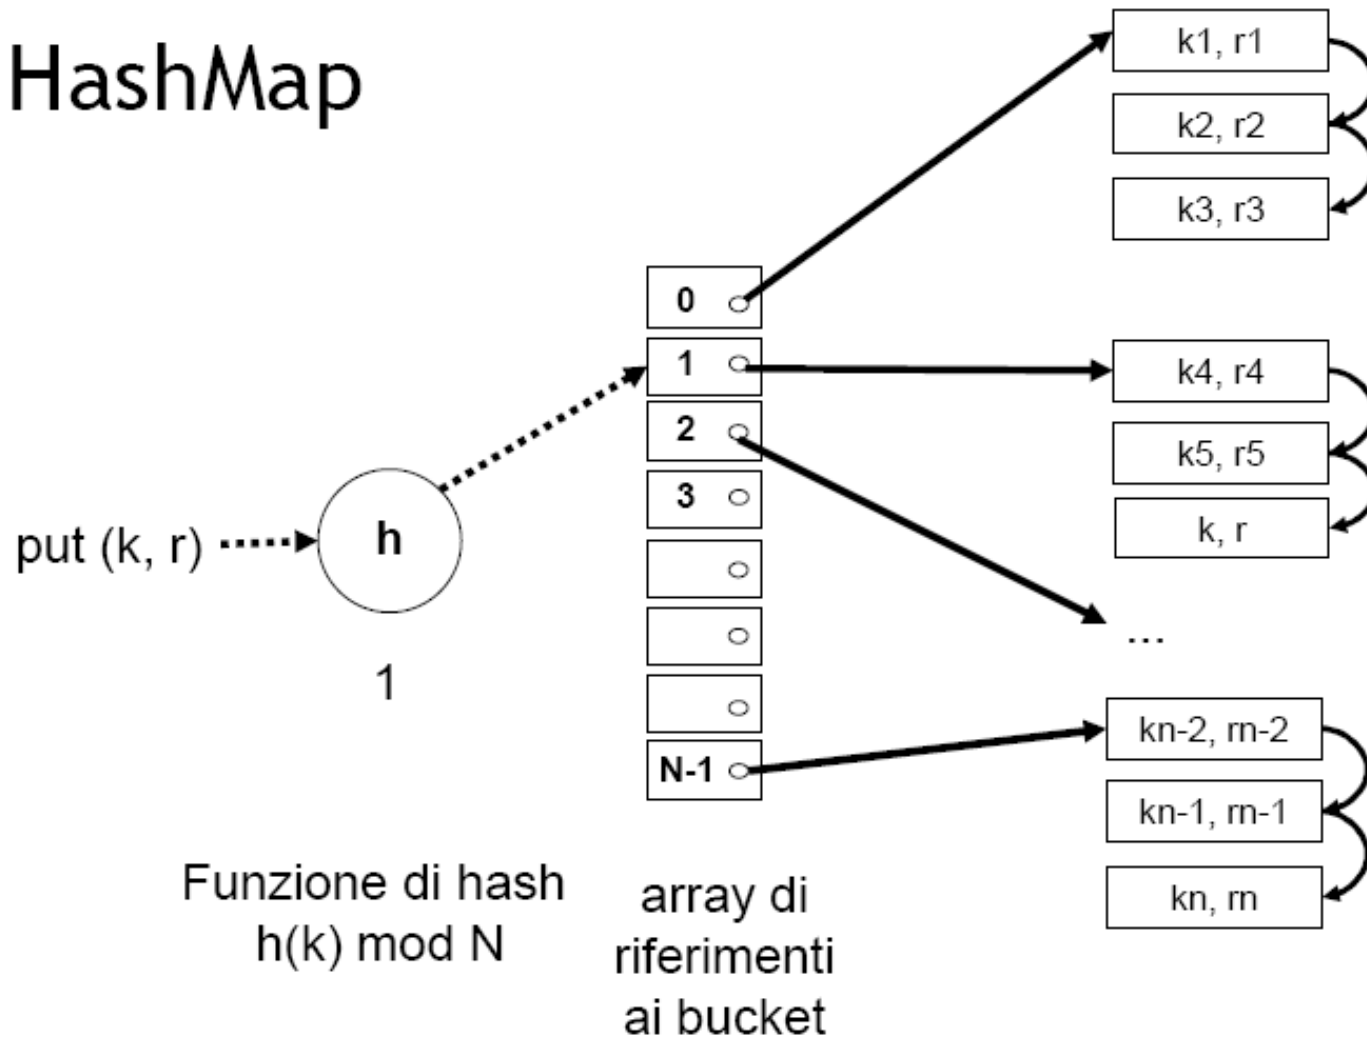 HashMap
put (k, r)
h
1
Funzione di hash
h(k) mod N
0
1
2
3
N-1
array di
riferimenti
ai bucket
k1, r1
k2, r2
k3, r3
k4, r4
k5, r5
k, r
...
kn-2, rn-2
kn-1, rn-1
kn, rn